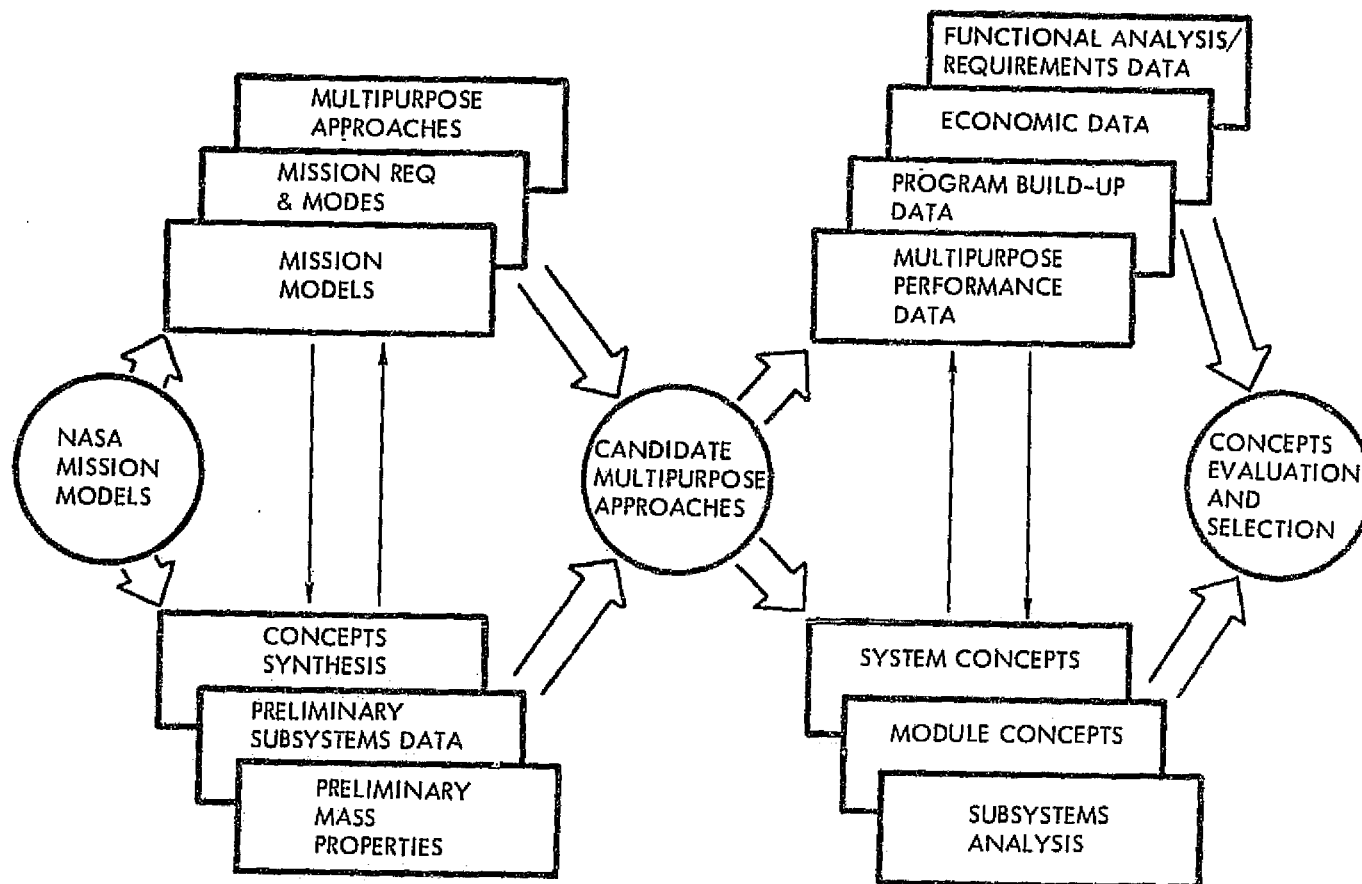 MULTIPURPOSE
APPROACHES
MISSION REQ
& MODES
MISSION
MODELS
NASA
MISSION
MODELS
CONCEPTS
SYNTHESIS
PRELIMINARY
SUBSYSTEMS DATA
PRELIMINARY
MASS
PROPERTIES
CANDIDATE
MULTIPURPOSE
APPROACHES
FUNCTIONAL ANALYSIS/
REQUIREMENTS DATA
ECONOMIC DATA
PROGRAM BUILD-UP
DATA
MULTIPURPOSE
PERFORMANCE
DATA
SYSTEM CONCEPTS
MODULE CONCEPTS
SUBSYSTEMS
ANALYSIS
CONCEPTS
EVALUATION
AND
SELECTION